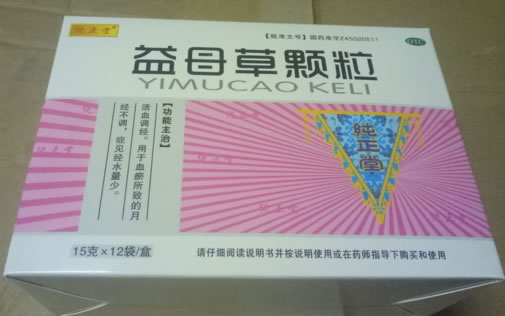 纯正堂
【批准文号】国药准字Z45020511
OTC
益母草颗粒
YIMUCAO KELI
【功能主治】
活血调经。用于血瘀所致的月
经不调，症见经水量少。
纯正堂
15克×12袋/盒
请仔细阅读说明书并按说明使用或在药师指导下购买和使用